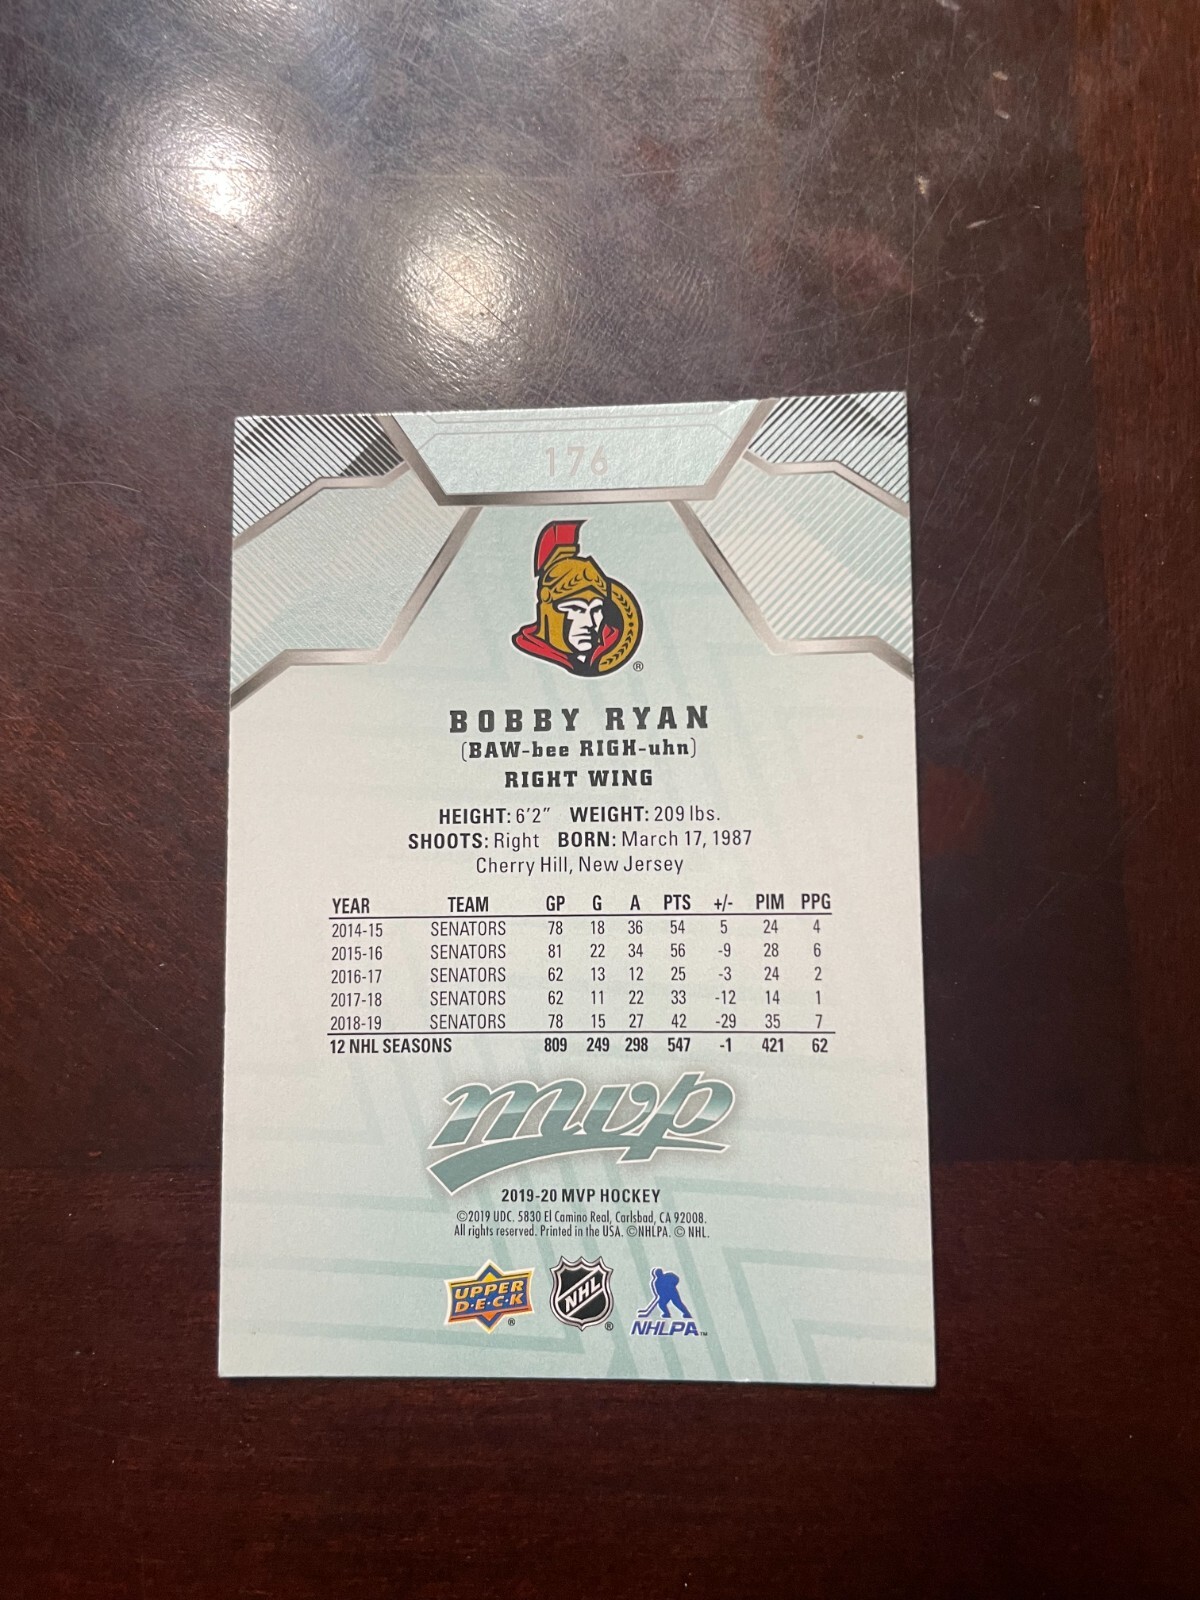 176
®
BOBBY RYAN
(BAW-bee RIGH-uhn)
RIGHT WING
HEIGHT: 6'2" WEIGHT: 209 lbs.
SHOOTS: Right BORN: March 17, 1987
Cherry Hill, New Jersey
YEAR TEAM GP G A PTS +/- PIM PPG
2014-15 SENATORS 78 18 36 54 5 24 4
2015-16 SENATORS 81 22 34 56 -9 28 6
2016-17 SENATORS 62 13 12 25 -3 24 2
2017-18 SENATORS 62 11 22 33 -12 14 1
2018-19 SENATORS 78 15 27 42 -29 35 7
12 NHL SEASONS 809 249 298 547 -1 421 62
mvp
2019-20 MVP HOCKEY
©2019 UDC. 5830 El Camino Real, Carlsbad, CA 92008.
All rights reserved. Printed in the USA. ©NHLPA. © NHL.
UPPER DECK® NHL® NHLPA™